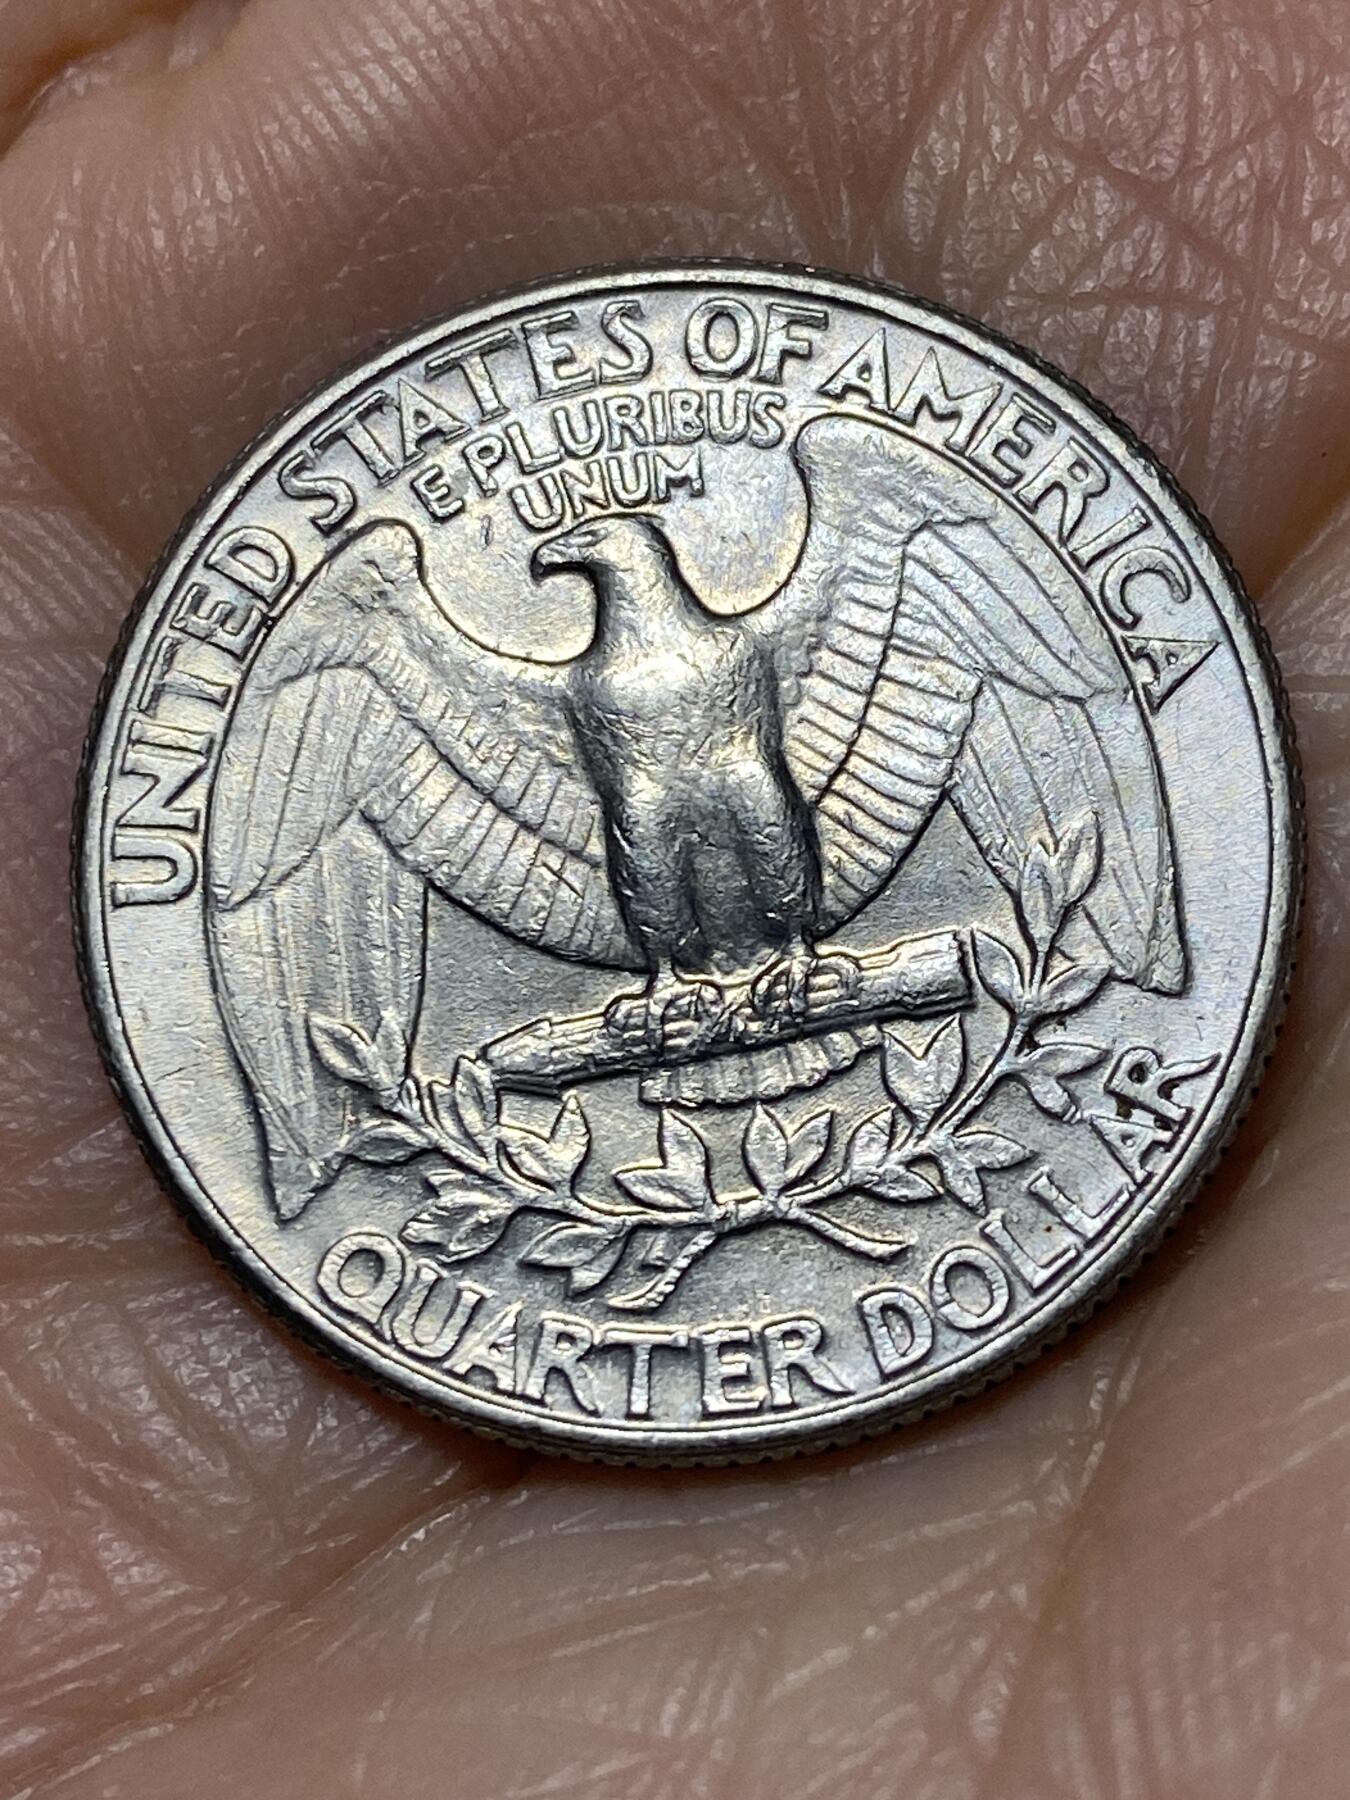 UNITED STATES OF AMERICA
E PLURIBUS
UNUM
QUARTER DOLLAR